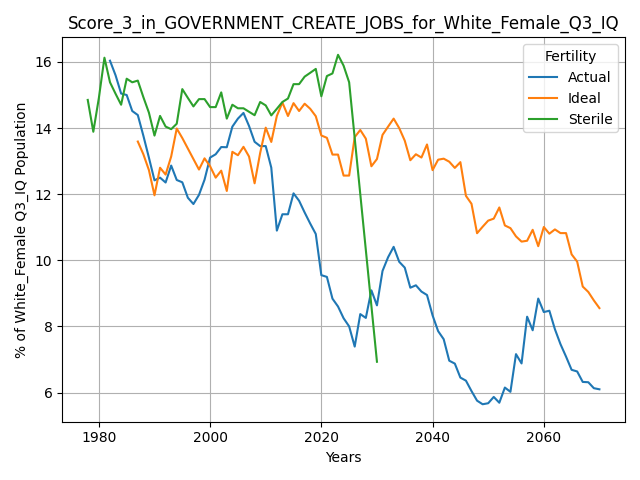 Score_3_in_GOVERNMENT_CREATE_JOBS_for_White_Female_Q3_IQ
Fertility
Actual
Ideal
Sterile
% of White_Female Q3_IQ Population
16
14
12
10
8
6
1980
2000
2020
2040
2060
Years